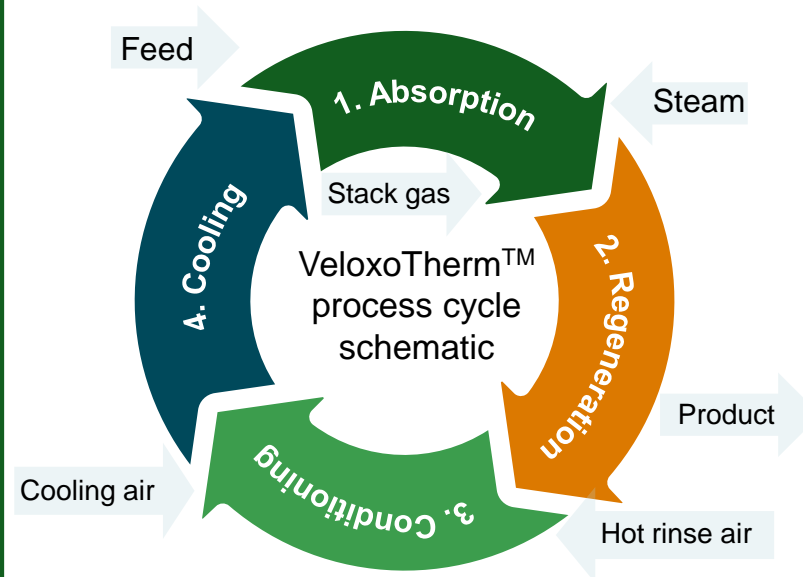 Feed
1. Absorption
Steam
Stack gas
4. Cooling
VeloxoTherm™
process cycle
schematic
2. Regeneration
Product
3. Conditioning
Cooling air
Hot rinse air